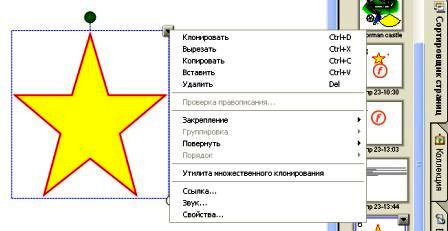 Клонировать Ctrl+D
Вырезать Ctrl+X
Копировать Ctrl+C
Вставить Ctrl+V
Удалить Del
Проверка правописания...
Закрепление
Группировка
Повернуть
Порядок
Утилита множественного клонирования
Ссылка...
Звук...
Свойства...
orman castle
пр 23-10:30
пр 23-13:03
пр 23-13:44
Сортировщик страниц
Коллекция